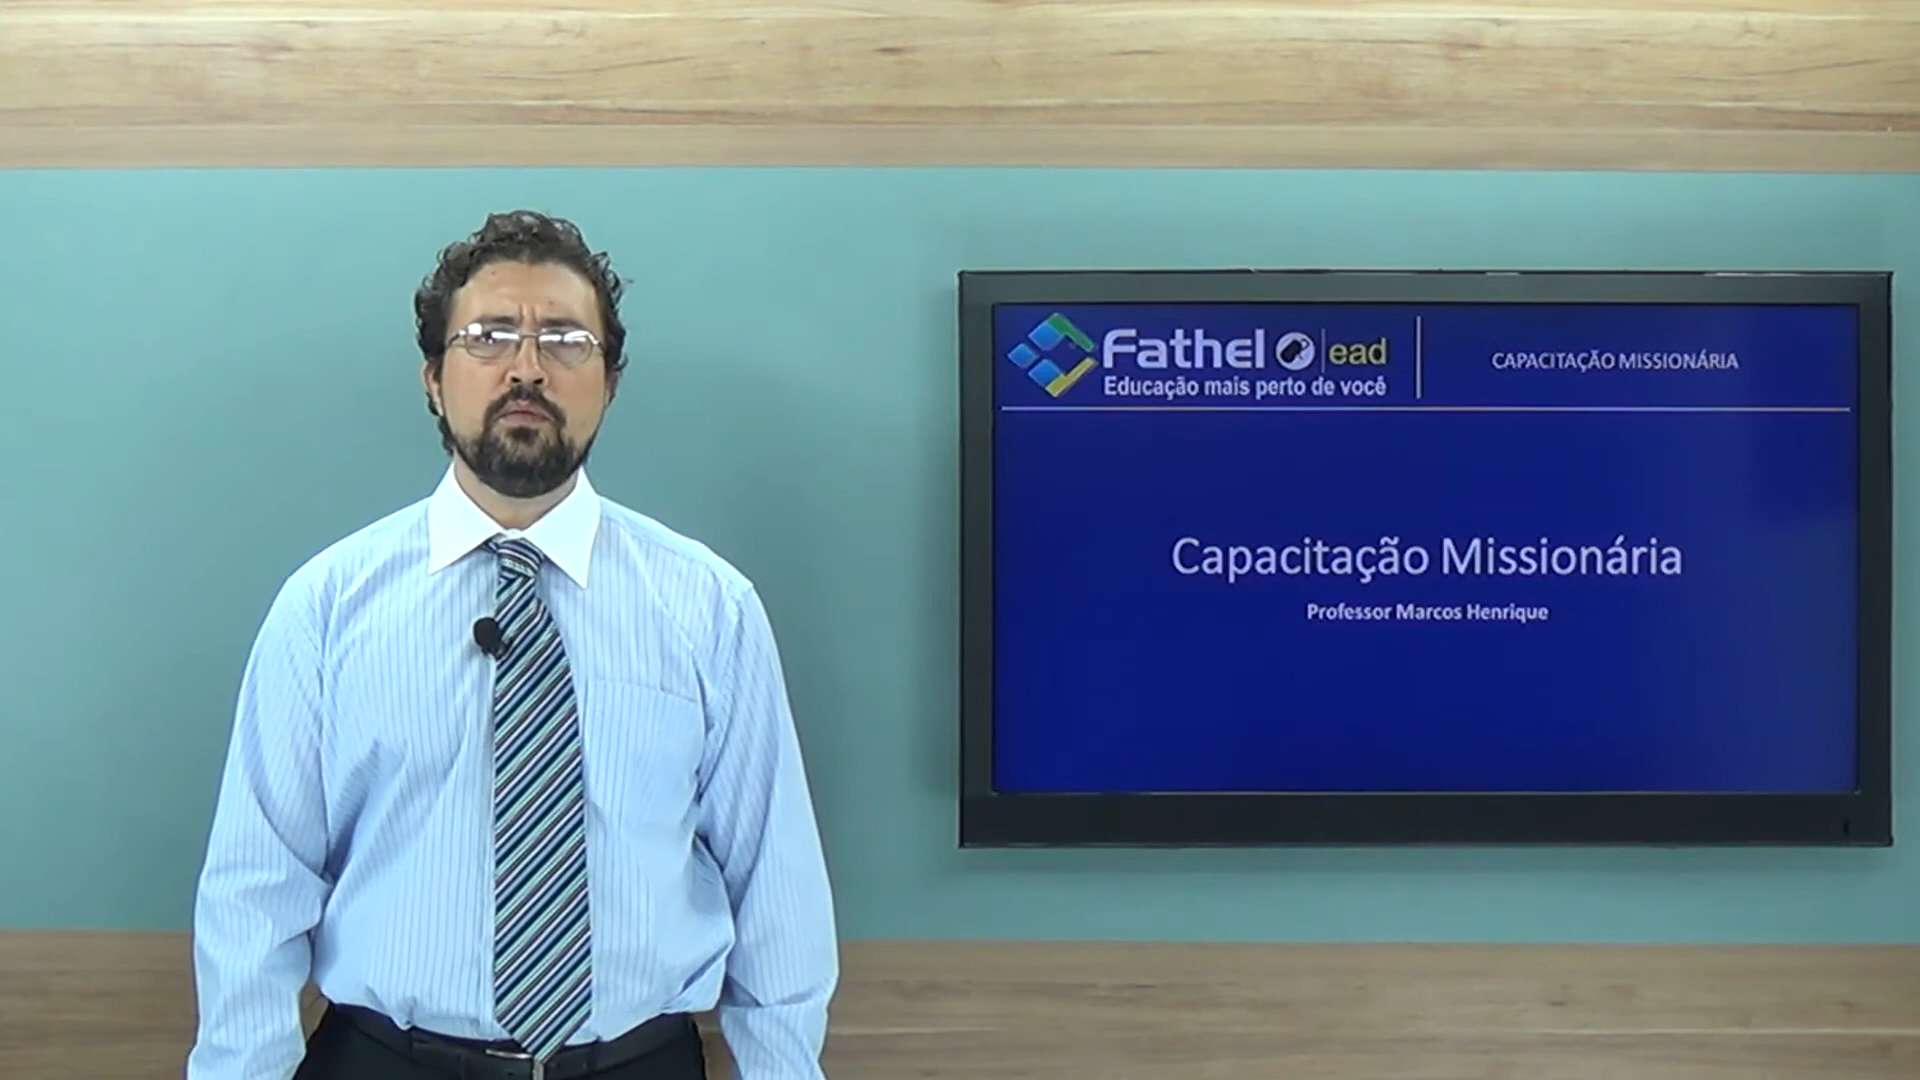 Fathel ead
Educação mais perto de você
CAPACITAÇÃO MISSIONÁRIA
Capacitação Missionária
Professor Marcos Henrique